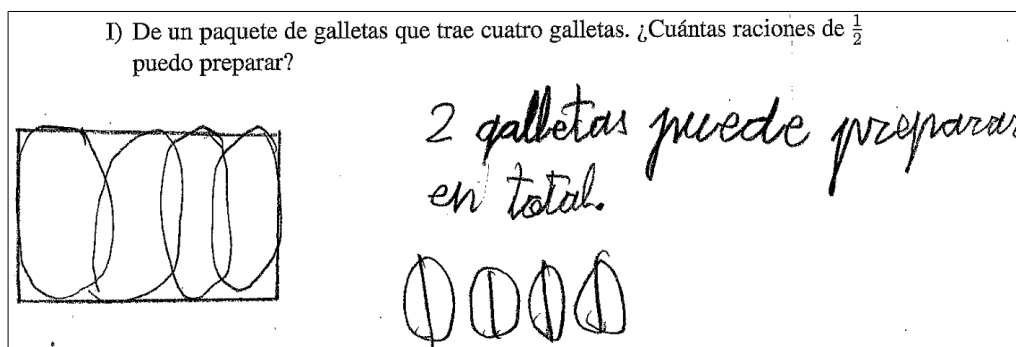 I) De un paquete de galletas que trae cuatro galletas. ¿Cuántas raciones de 1/2
puedo preparar?
2 galletas puede preparar
en total.